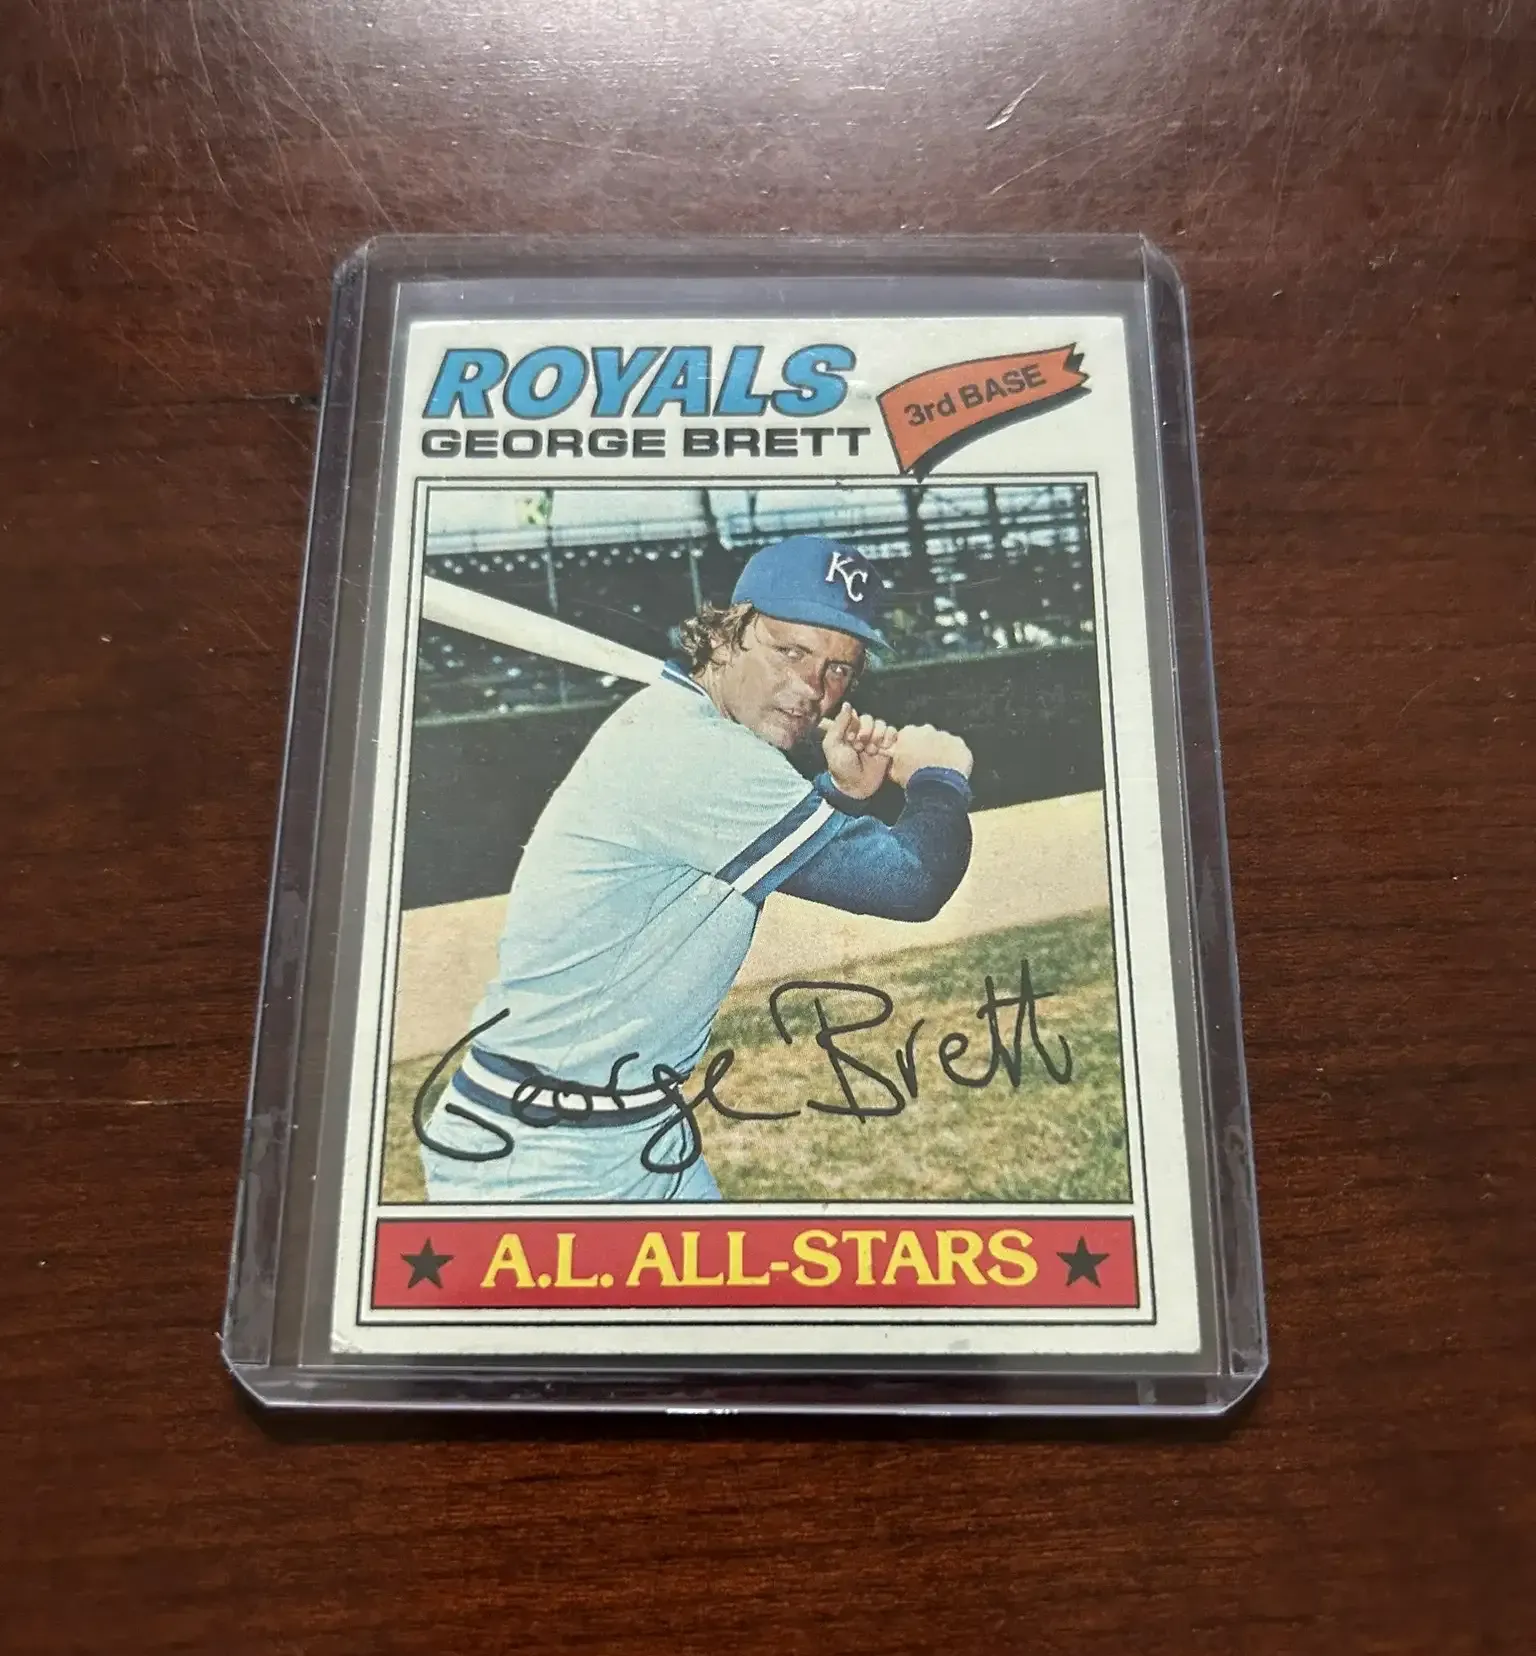 ROYALS
GEORGE BRETT
3rd BASE
KC
George Brett
★ A.L. ALL-STARS ★